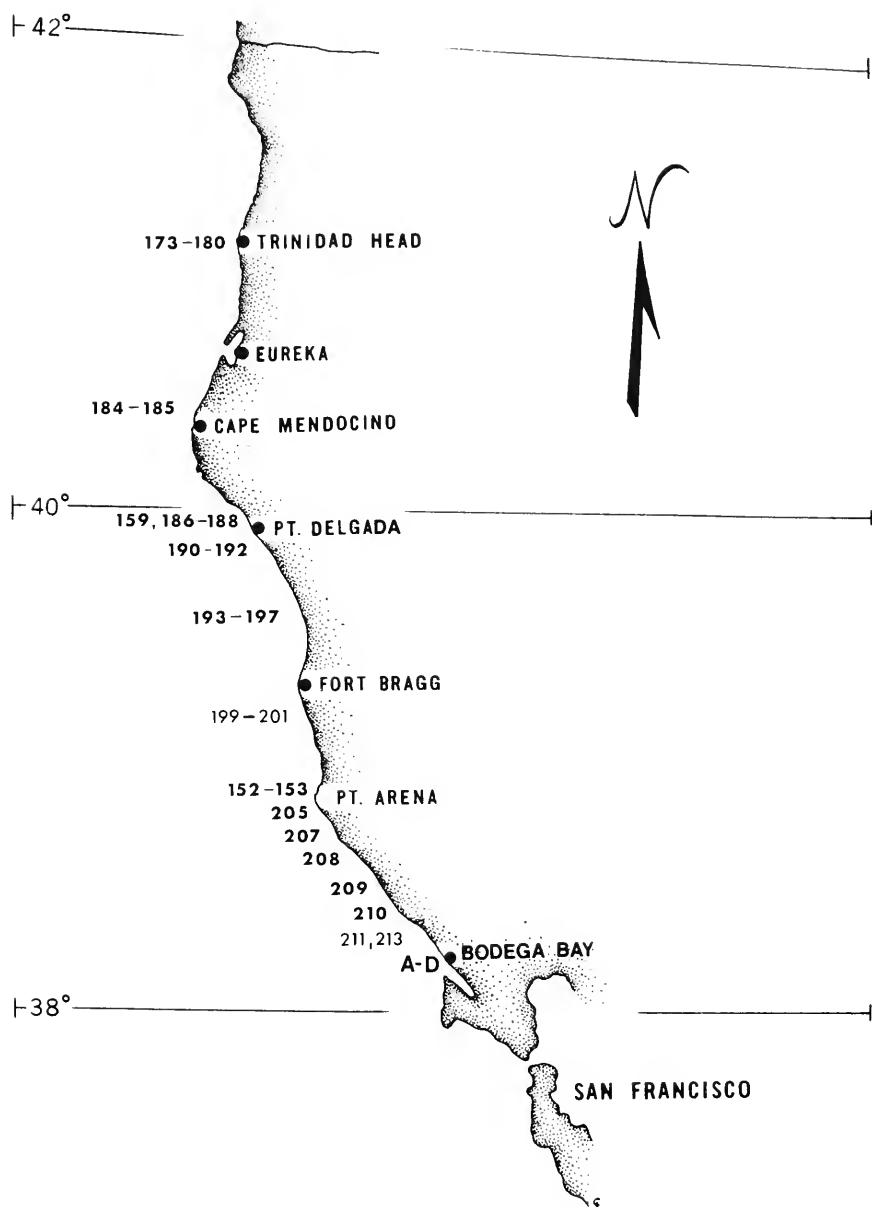 42°
N
173-180 TRINIDAD HEAD
EUREKA
184-185
CAPE MENDOCINO
40°
159, 186-188 PT. DELGADA
190-192
193-197
FORT BRAGG
199-201
152-153 PT. ARENA
205
207
208
209
210
211, 213
BODEGA BAY
A-D
38°
SAN FRANCISCO